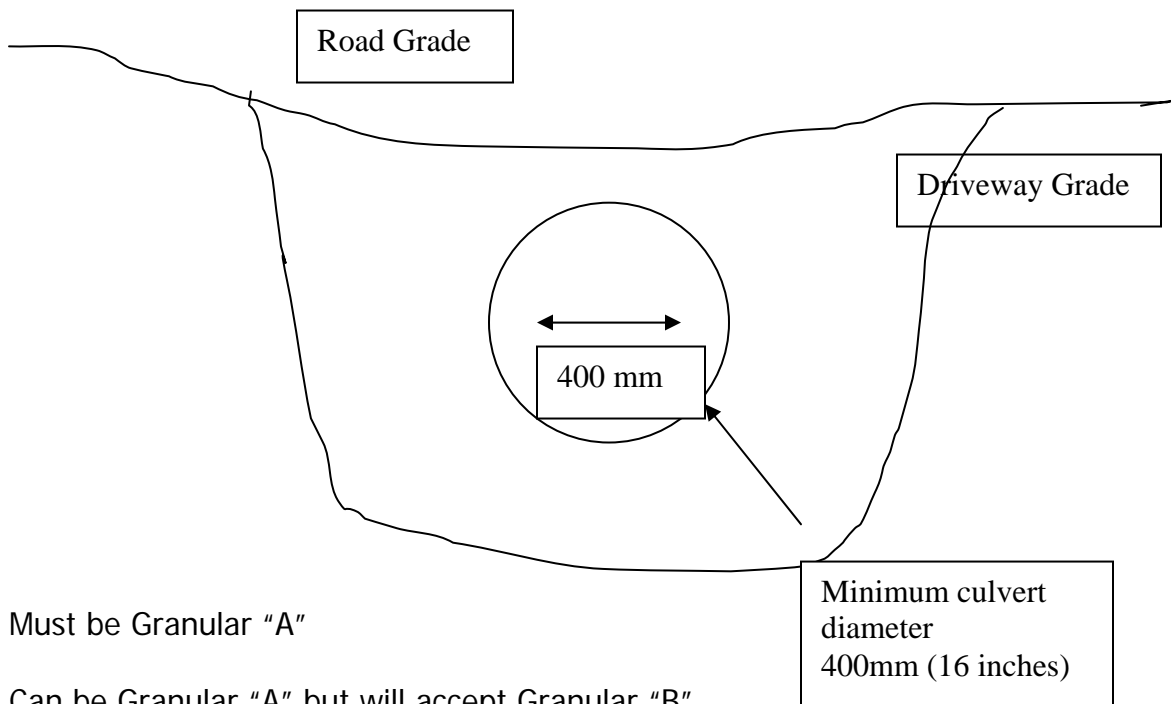 Road Grade
Driveway Grade
400 mm
Minimum culvert
diameter
400mm (16 inches)
Must be Granular “A”
Can be Granular “A” but will accept Granular “B”